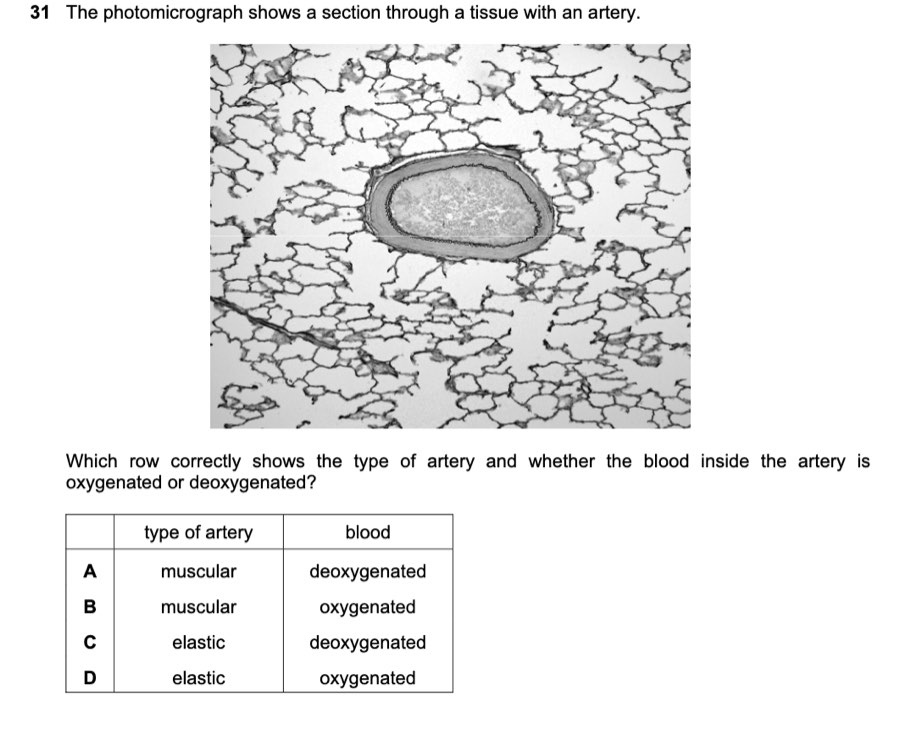 31 The photomicrograph shows a section through a tissue with an artery.
Which row correctly shows the type of artery and whether the blood inside the artery is
oxygenated or deoxygenated?
type of artery blood
A muscular deoxygenated
B muscular oxygenated
C elastic deoxygenated
D elastic oxygenated